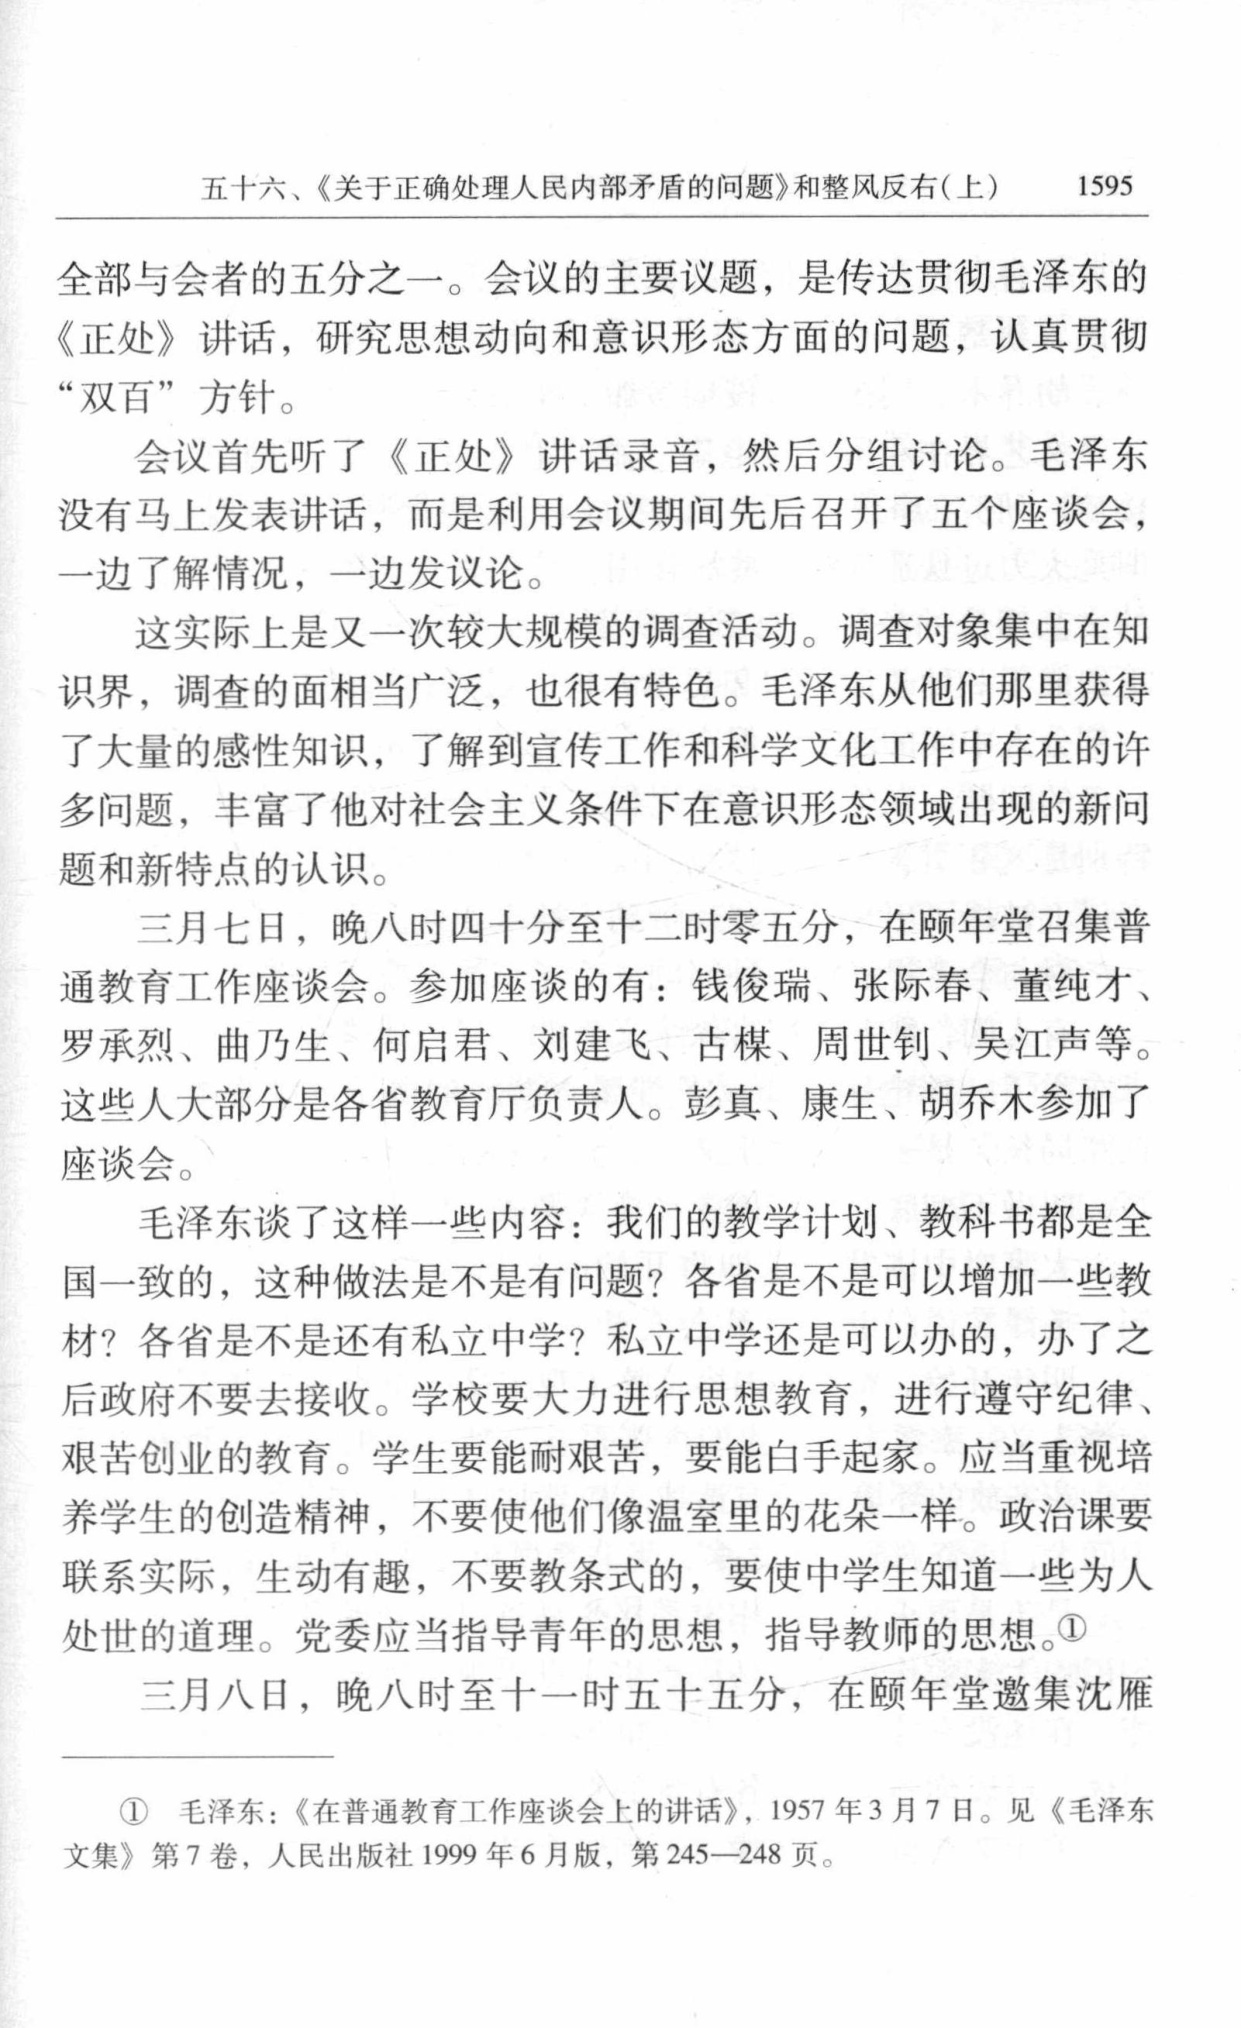 五十六、《关于正确处理人民内部矛盾的问题》和整风反右(上) 1595
全部与会者的五分之一。会议的主要议题，是传达贯彻毛泽东的
《正处》讲话，研究思想动向和意识形态方面的问题，认真贯彻
“双百”方针。
会议首先听了《正处》讲话录音，然后分组讨论。毛泽东
没有马上发表讲话，而是利用会议期间先后召开了五个座谈会，
一边了解情况，一边发议论。
这实际上是又一次较大规模的调查活动。调查对象集中在知
识界，调查的面相当广泛，也很有特色。毛泽东从他们那里获得
了大量的感性知识，了解到宣传工作和科学文化工作中存在的许
多问题，丰富了他对社会主义条件下在意识形态领域出现的新问
题和新特点的认识。
三月七日，晚八时四十分至十二时零五分，在颐年堂召集普
通教育工作座谈会。参加座谈的有：钱俊瑞、张际春、董纯才、
罗承烈、曲乃生、何启君、刘建飞、古楳、周世钊、吴江声等。
这些人大部分是各省教育厅负责人。彭真、康生、胡乔木参加了
座谈会。
毛泽东谈了这样一些内容：我们的教学计划、教科书都是全
国一致的，这种做法是不是有问题？各省是不是可以增加一些教
材？各省是不是还有私立中学？私立中学还是可以办的，办了之
后政府不要去接收。学校要大力进行思想教育，进行遵守纪律、
艰苦创业的教育。学生要能耐艰苦，要能白手起家。应当重视培
养学生的创造精神，不要使他们像温室里的花朵一样。政治课要
联系实际，生动有趣，不要教条式的，要使中学生知道一些为人
处世的道理。党委应当指导青年的思想，指导教师的思想。①
三月八日，晚八时至十一时五十五分，在颐年堂邀集沈雁
① 毛泽东：《在普通教育工作座谈会上的讲话》，1957年3月7日。见《毛泽东
文集》第7卷，人民出版社1999年6月版，第245—248页。